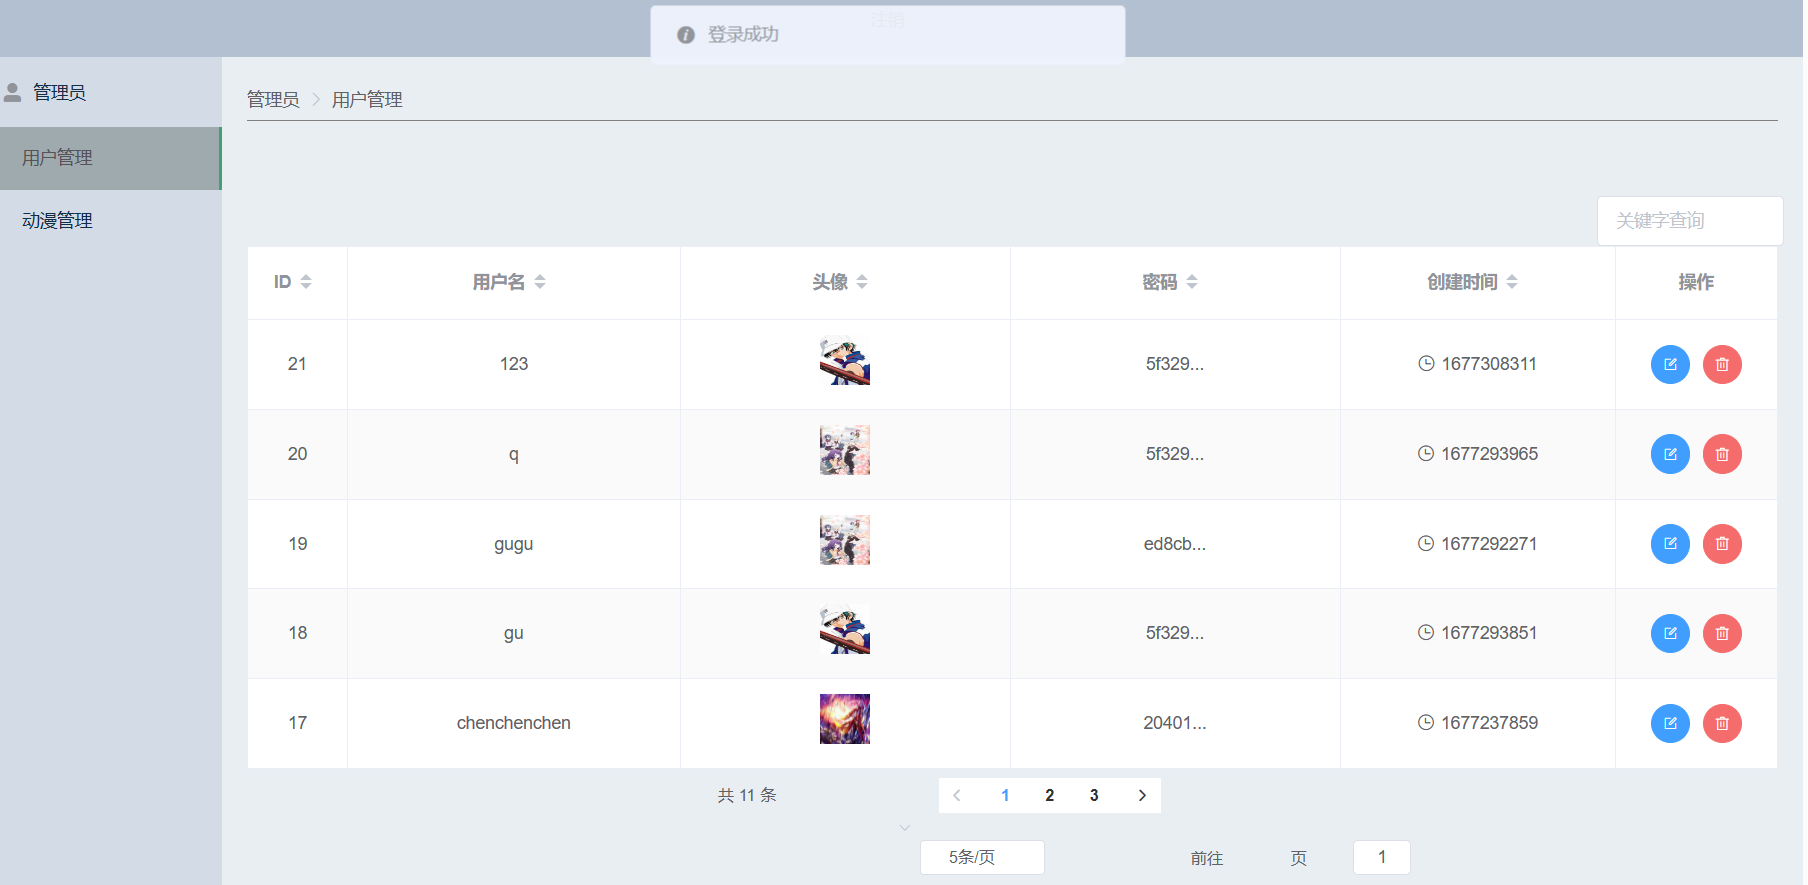 注销
登录成功
管理员
管理员 用户管理
用户管理
动漫管理
关键字查询
ID 用户名 头像 密码 创建时间 操作
21 123 5f329... 1677308311
20 q 5f329... 1677293965
19 gugu ed8cb... 1677292271
18 gu 5f329... 1677293851
17 chenchenchen 20401... 1677237859
共 11 条 1 2 3
5条/页 前往 页 1